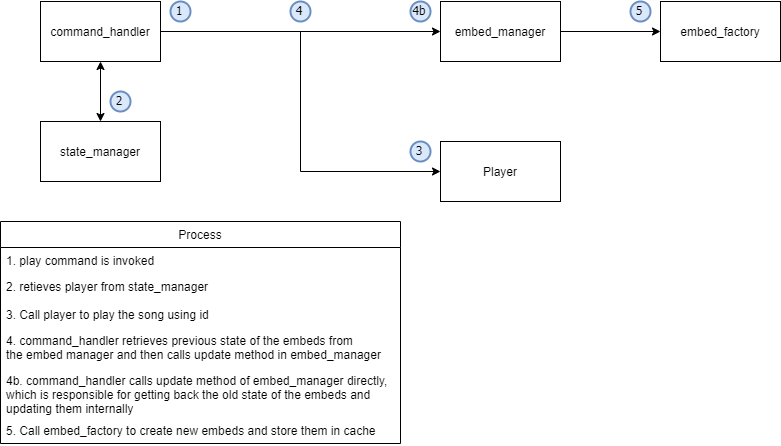 1
4
4b
5
command_handler
embed_manager
embed_factory
2
state_manager
3
Player
Process
1. play command is invoked
2. retieves player from state_manager
3. Call player to play the song using id
4. command_handler retrieves previous state of the embeds from
the embed manager and then calls update method in embed_manager
4b. command_handler calls update method of embed_manager directly,
which is responsible for getting back the old state of the embeds and
updating them internally
5. Call embed_factory to create new embeds and store them in cache